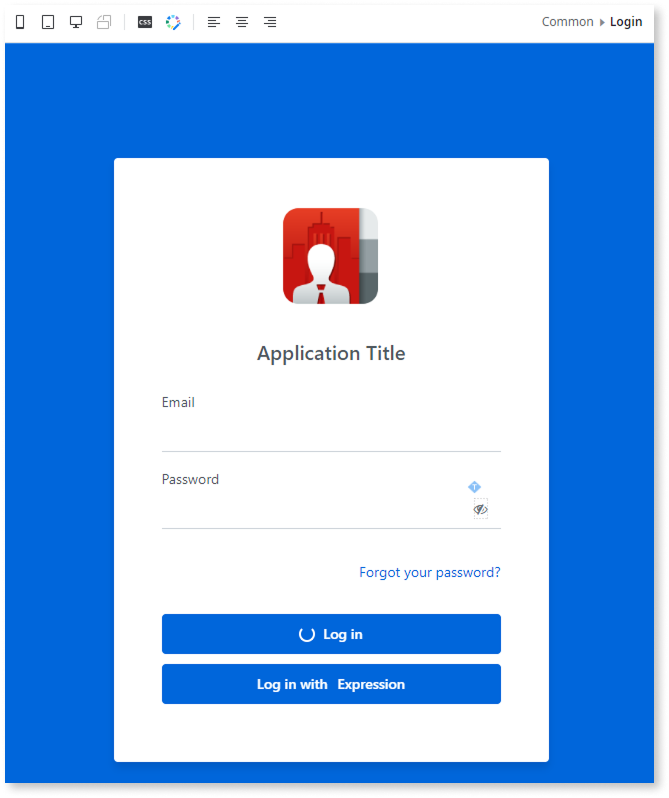 CSS
Common Login
Application Title
Email
Password
Forgot your password?
Log in
Log in with Expression